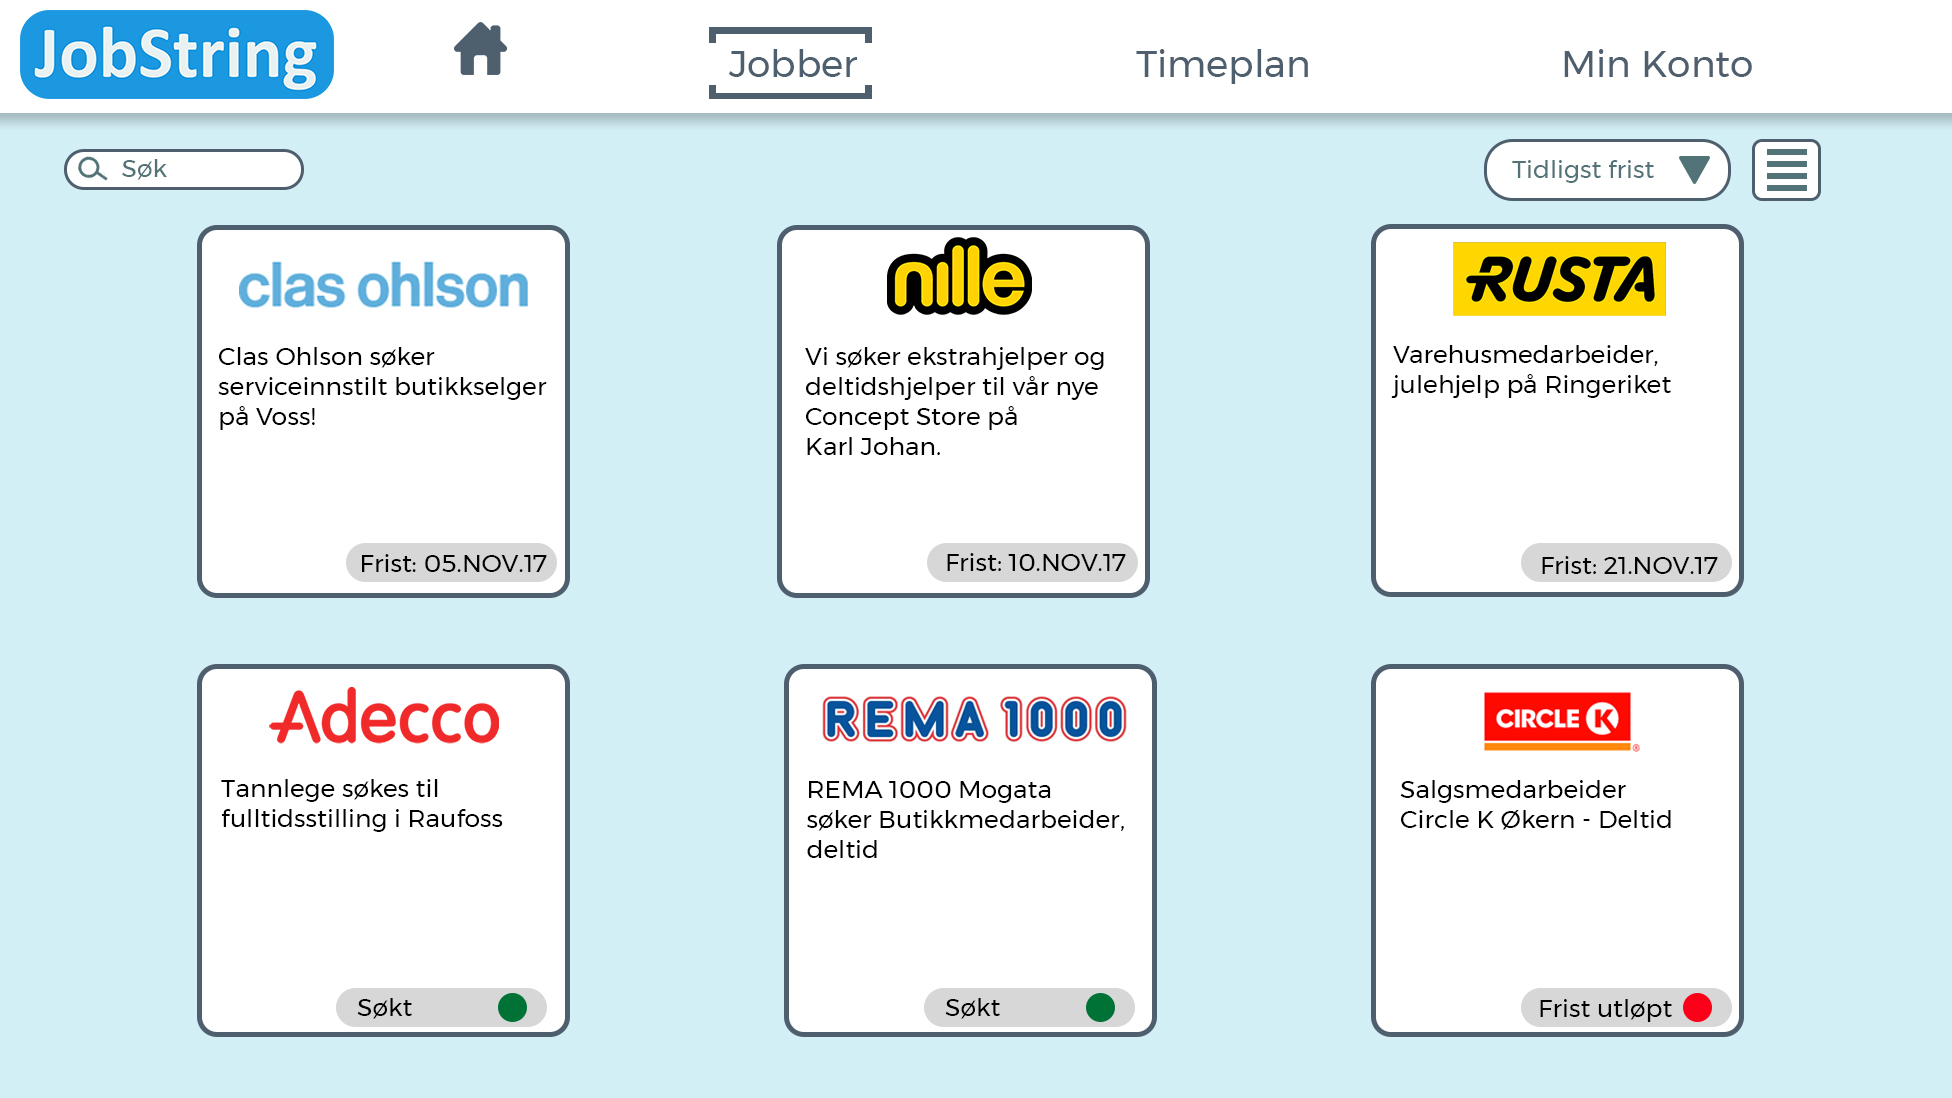 JobString
Jobber
Timeplan
Min Konto
Søk
Tidligst frist
clas ohlson
Clas Ohlson søker
serviceinnstilt butikkselger
på Voss!
Frist: 05.NOV.17
nille
Vi søker ekstrahjelper og
deltidshjelper til vår nye
Concept Store på
Karl Johan.
Frist: 10.NOV.17
RUSTA
Varehusmedarbeider,
julehjelp på Ringeriket
Frist: 21.NOV.17
Adecco
Tannlege søkes til
fulltidsstilling i Raufoss
Søkt
REMA 1000
REMA 1000 Mogata
søker Butikkmedarbeider,
deltid
Søkt
CIRCLE K®
Salgsmedarbeider
Circle K Økern - Deltid
Frist utløpt